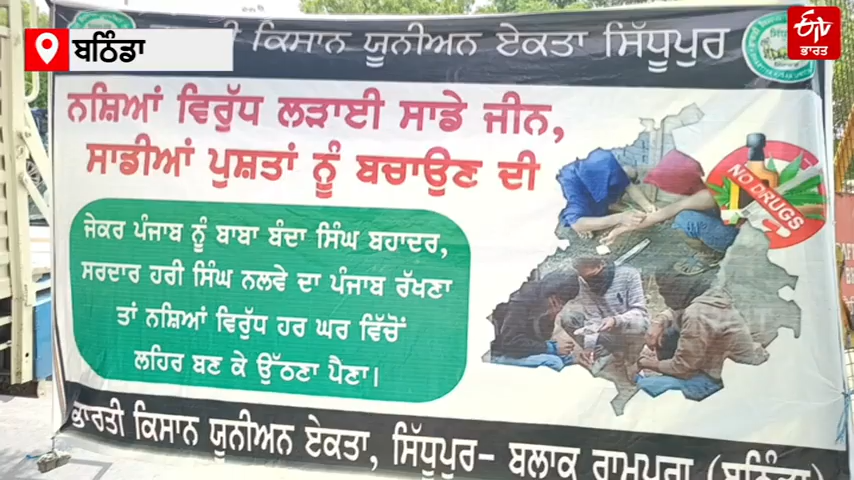 ਬਠਿੰਡਾ
ਕਿਸਾਨ ਯੂਨੀਅਨ ਏਕਤਾ ਸਿੱਧੂਪੁਰ
ਭਾਰਤ
ਨਸ਼ਿਆਂ ਵਿਰੁੱਧ ਲੜਾਈ ਸਾਡੇ ਜੀਨ,
ਸਾਡੀਆਂ ਪੁਸ਼ਤਾਂ ਨੂੰ ਬਚਾਉਣ ਦੀ
NO DRUGS
ਜੇਕਰ ਪੰਜਾਬ ਨੂੰ ਬਾਬਾ ਬੰਦਾ ਸਿੰਘ ਬਹਾਦਰ,
ਸਰਦਾਰ ਹਰੀ ਸਿੰਘ ਨਲਵੇ ਦਾ ਪੰਜਾਬ ਰੱਖਣਾ
ਤਾਂ ਨਸ਼ਿਆਂ ਵਿਰੁੱਧ ਹਰ ਘਰ ਵਿੱਚੋਂ
ਲਹਿਰ ਬਣ ਕੇ ਉੱਠਣਾ ਪੈਣਾ।
ਭਾਰਤੀ ਕਿਸਾਨ ਯੂਨੀਅਨ ਏਕਤਾ, ਸਿੱਧੂਪੁਰ- ਬਲਾਕ ਰਾਮਪੁਰਾ (ਬਠਿੰਡਾ)